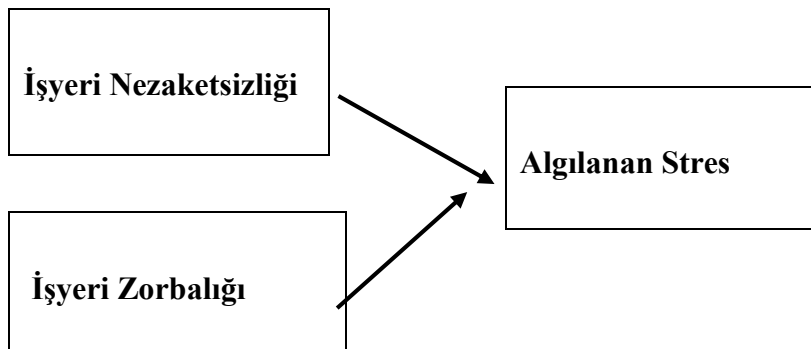 İşyeri Nezaketsizliği
Algılanan Stres
İşyeri Zorbalığı